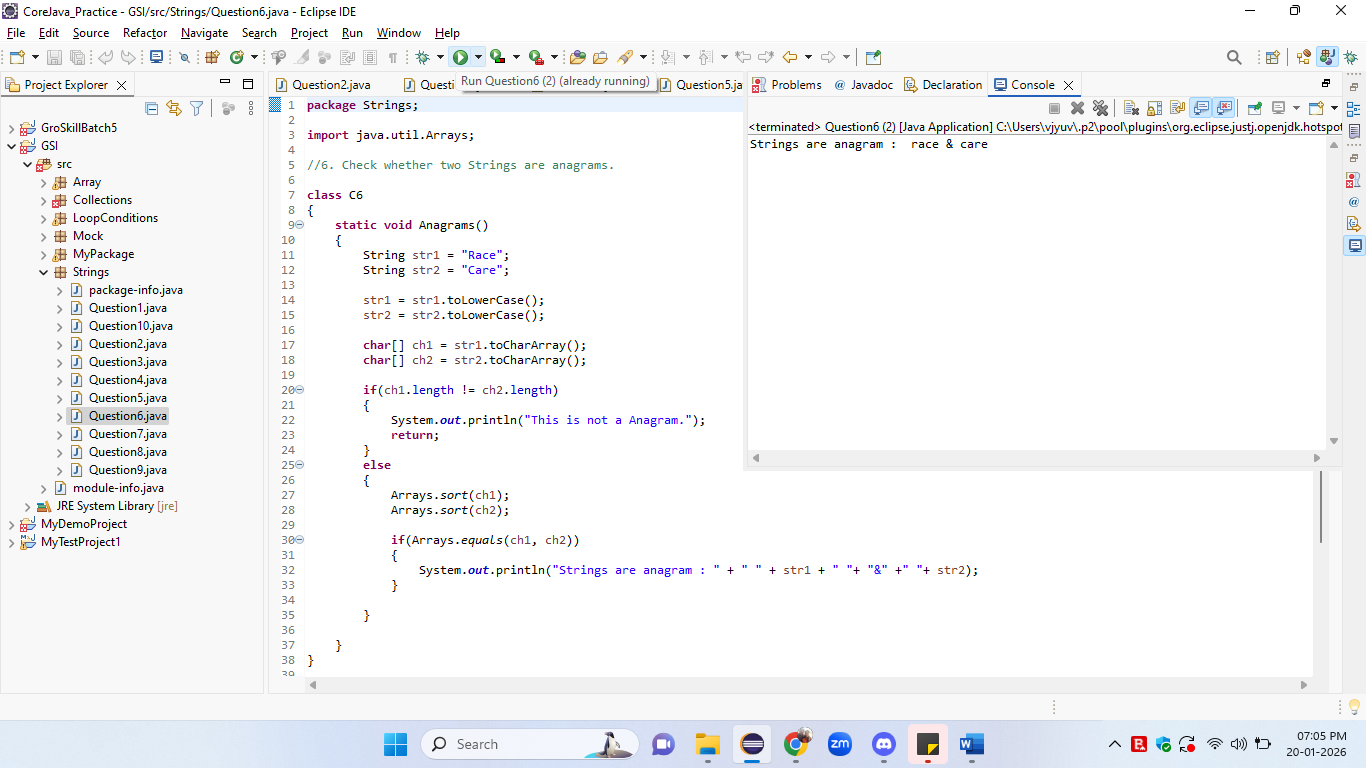 CoreJava_Practice - GSI/src/Strings/Question6.java - Eclipse IDE
File Edit Source Refactor Navigate Search Project Run Window Help
Project Explorer
GroSkillBatch5
GSI
src
Array
Collections
LoopConditions
Mock
MyPackage
Strings
package-info.java
Question1.java
Question10.java
Question2.java
Question3.java
Question4.java
Question5.java
Question6.java
Question7.java
Question8.java
Question9.java
module-info.java
JRE System Library [jre]
MyDemoProject
MyTestProject1
Question2.java Questi Question5.ja
Run Question6 (2) (already running)
1 package Strings;
2
3 import java.util.Arrays;
4
5 //6. Check whether two Strings are anagrams.
6
7 class C6
8 {
9 static void Anagrams()
10 {
11 String str1 = "Race";
12 String str2 = "Care";
13
14 str1 = str1.toLowerCase();
15 str2 = str2.toLowerCase();
16
17 char[] ch1 = str1.toCharArray();
18 char[] ch2 = str2.toCharArray();
19
20 if(ch1.length != ch2.length)
21 {
22 System.out.println("This is not a Anagram.");
23 return;
24 }
25 else
26 {
27 Arrays.sort(ch1);
28 Arrays.sort(ch2);
29
30 if(Arrays.equals(ch1, ch2))
31 {
32 System.out.println("Strings are anagram : " + " " + str1 + " "+ "&" +" "+ str2);
33 }
34
35 }
36
37 }
38 }
39
Problems @ Javadoc Declaration Console
<terminated> Question6 (2) [Java Application] C:\Users\vjyuv\.p2\pool\plugins\org.eclipse.justj.openjdk.hotspot
Strings are anagram :  race & care
Search
zm
07:05 PM
20-01-2026